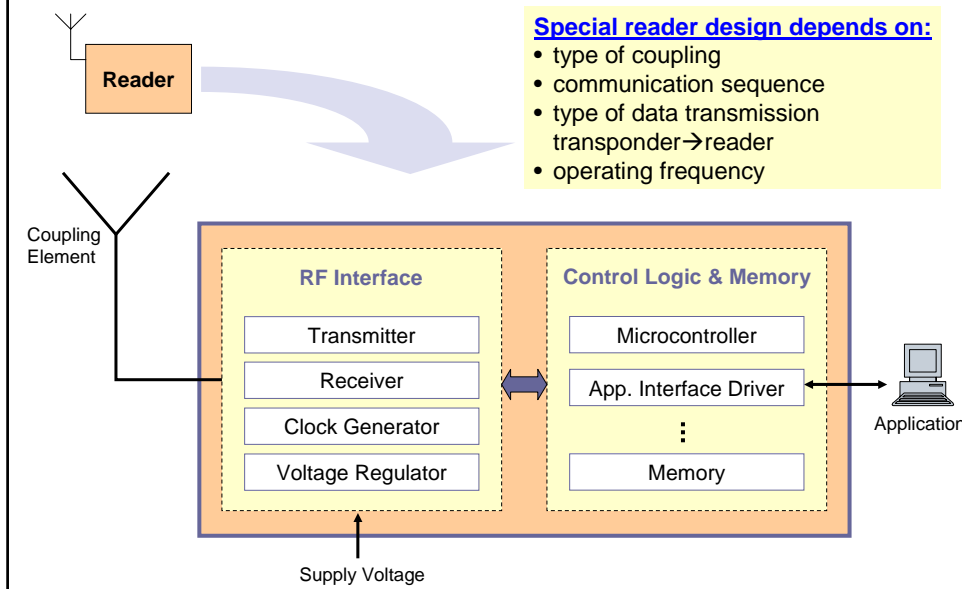 Reader
Special reader design depends on:
• type of coupling
• communication sequence
• type of data transmission
transponder→reader
• operating frequency
Coupling
Element
RF Interface
Transmitter
Receiver
Clock Generator
Voltage Regulator
Control Logic & Memory
Microcontroller
App. Interface Driver
⋮
Memory
Application
Supply Voltage